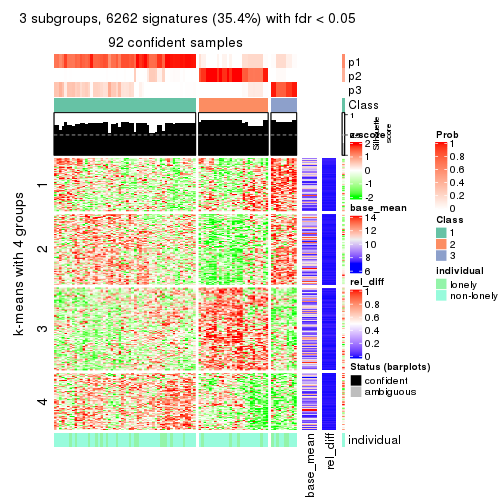 3 subgroups, 6262 signatures (35.4%) with fdr < 0.05
92 confident samples
p1
p2
p3
Class
1
Silhouette
score
k-means with 4 groups
1
2
3
4
individual
base_mean
rel_diff
z-score
2
1
0
-1
-2
base_mean
14
12
10
8
6
rel_diff
1
0.8
0.6
0.4
0.2
0
Status (barplots)
confident
ambiguous
Prob
1
0.8
0.6
0.4
0.2
0
Class
1
2
3
individual
lonely
non-lonely